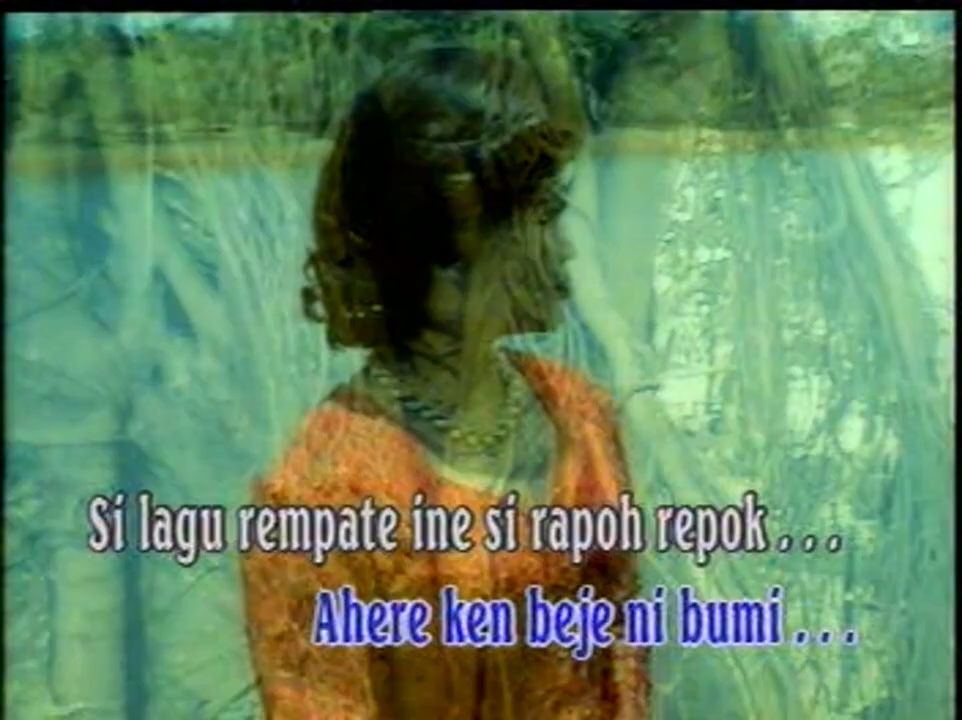 Si lagu rempate ine si rapoh repok . . .
Ahere ken beje ni bumi . . .